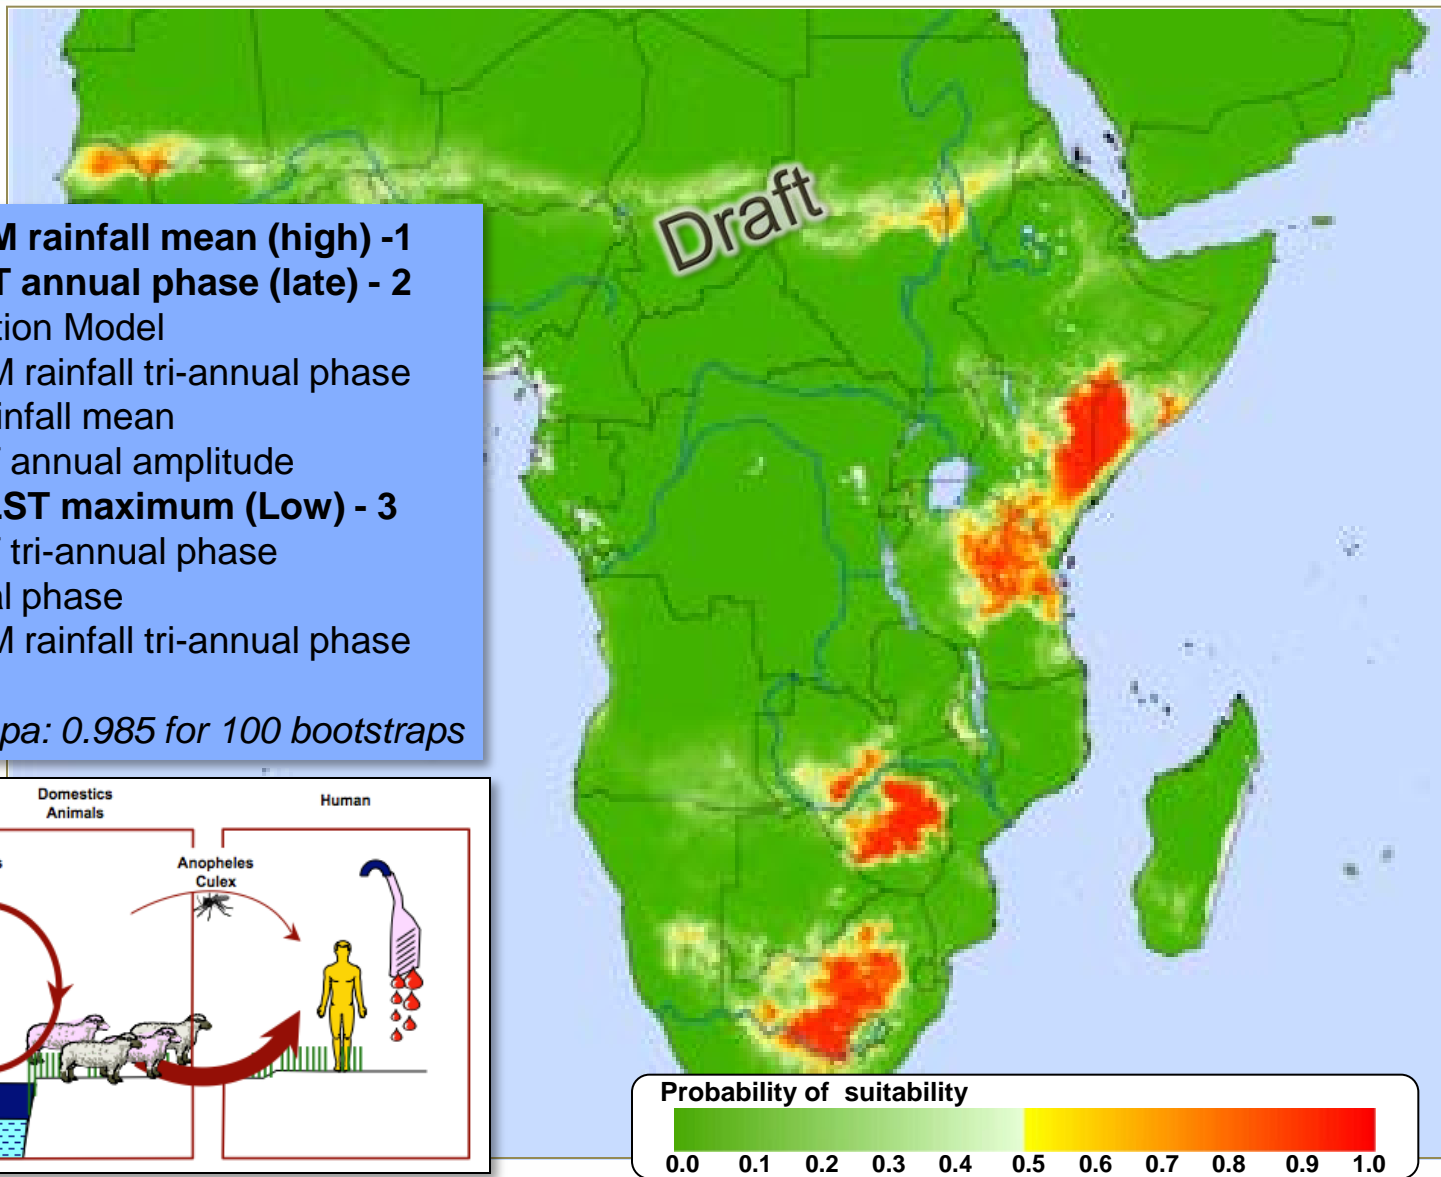 Draft
M rainfall mean (high) -1
T annual phase (late) - 2
tion Model
M rainfall tri-annual phase
infall mean
annual amplitude
LST maximum (Low) - 3
tri-annual phase
al phase
M rainfall tri-annual phase
pa: 0.985 for 100 bootstraps
Domestics
Animals
Human
s
Anopheles
Culex
Probability of suitability
0.0 0.1 0.2 0.3 0.4 0.5 0.6 0.7 0.8 0.9 1.0